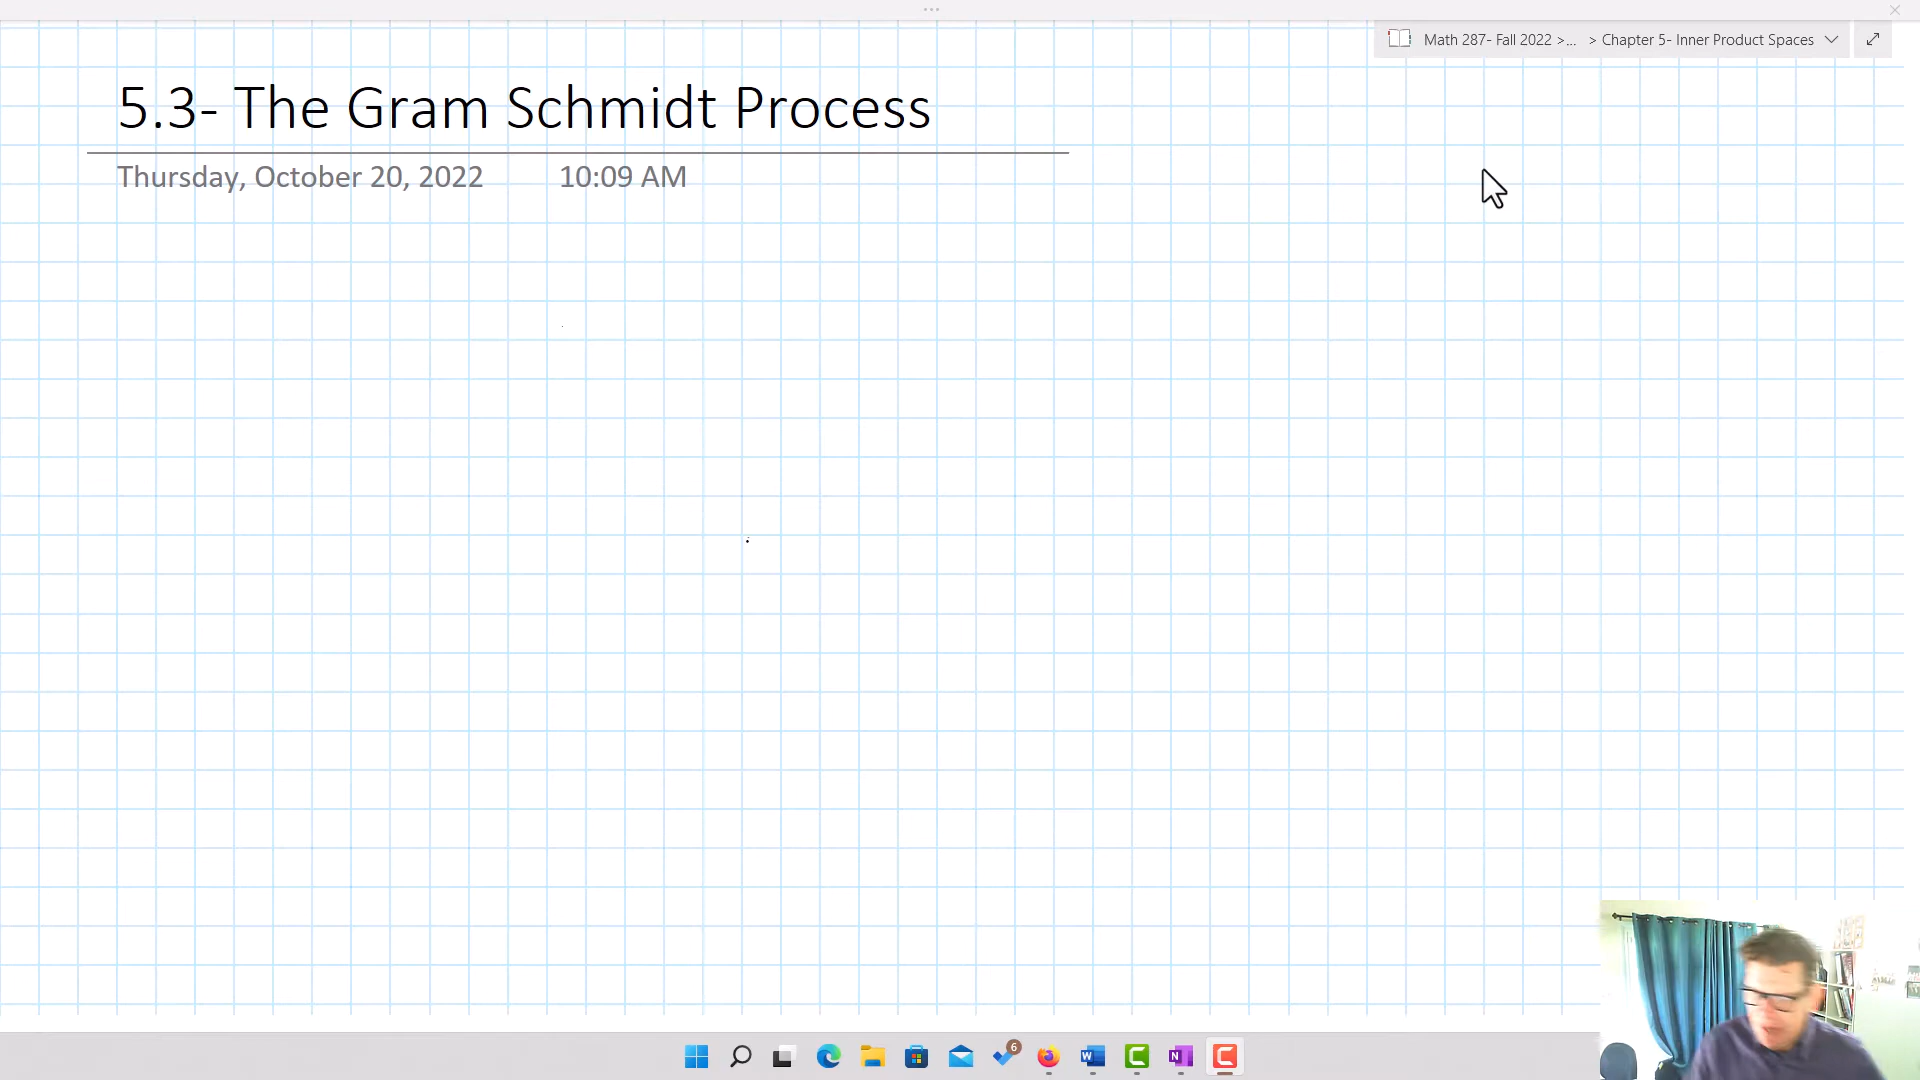 Math 287- Fall 2022 >... > Chapter 5- Inner Product Spaces
5.3- The Gram Schmidt Process
Thursday, October 20, 2022 10:09 AM
6